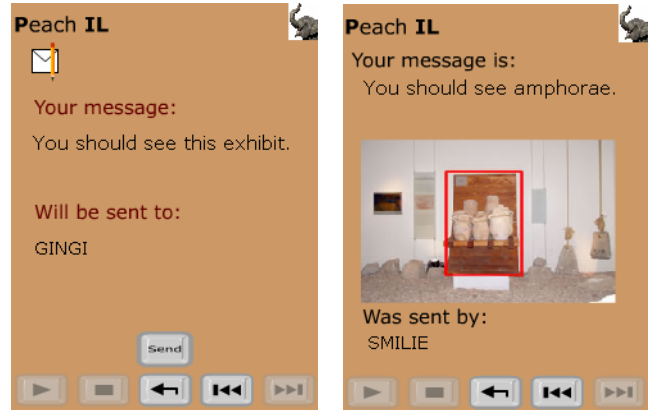 Peach IL
Your message:
You should see this exhibit.
Will be sent to:
GINGI
Send
Peach IL
Your message is:
You should see amphorae.
Was sent by:
SMILIE